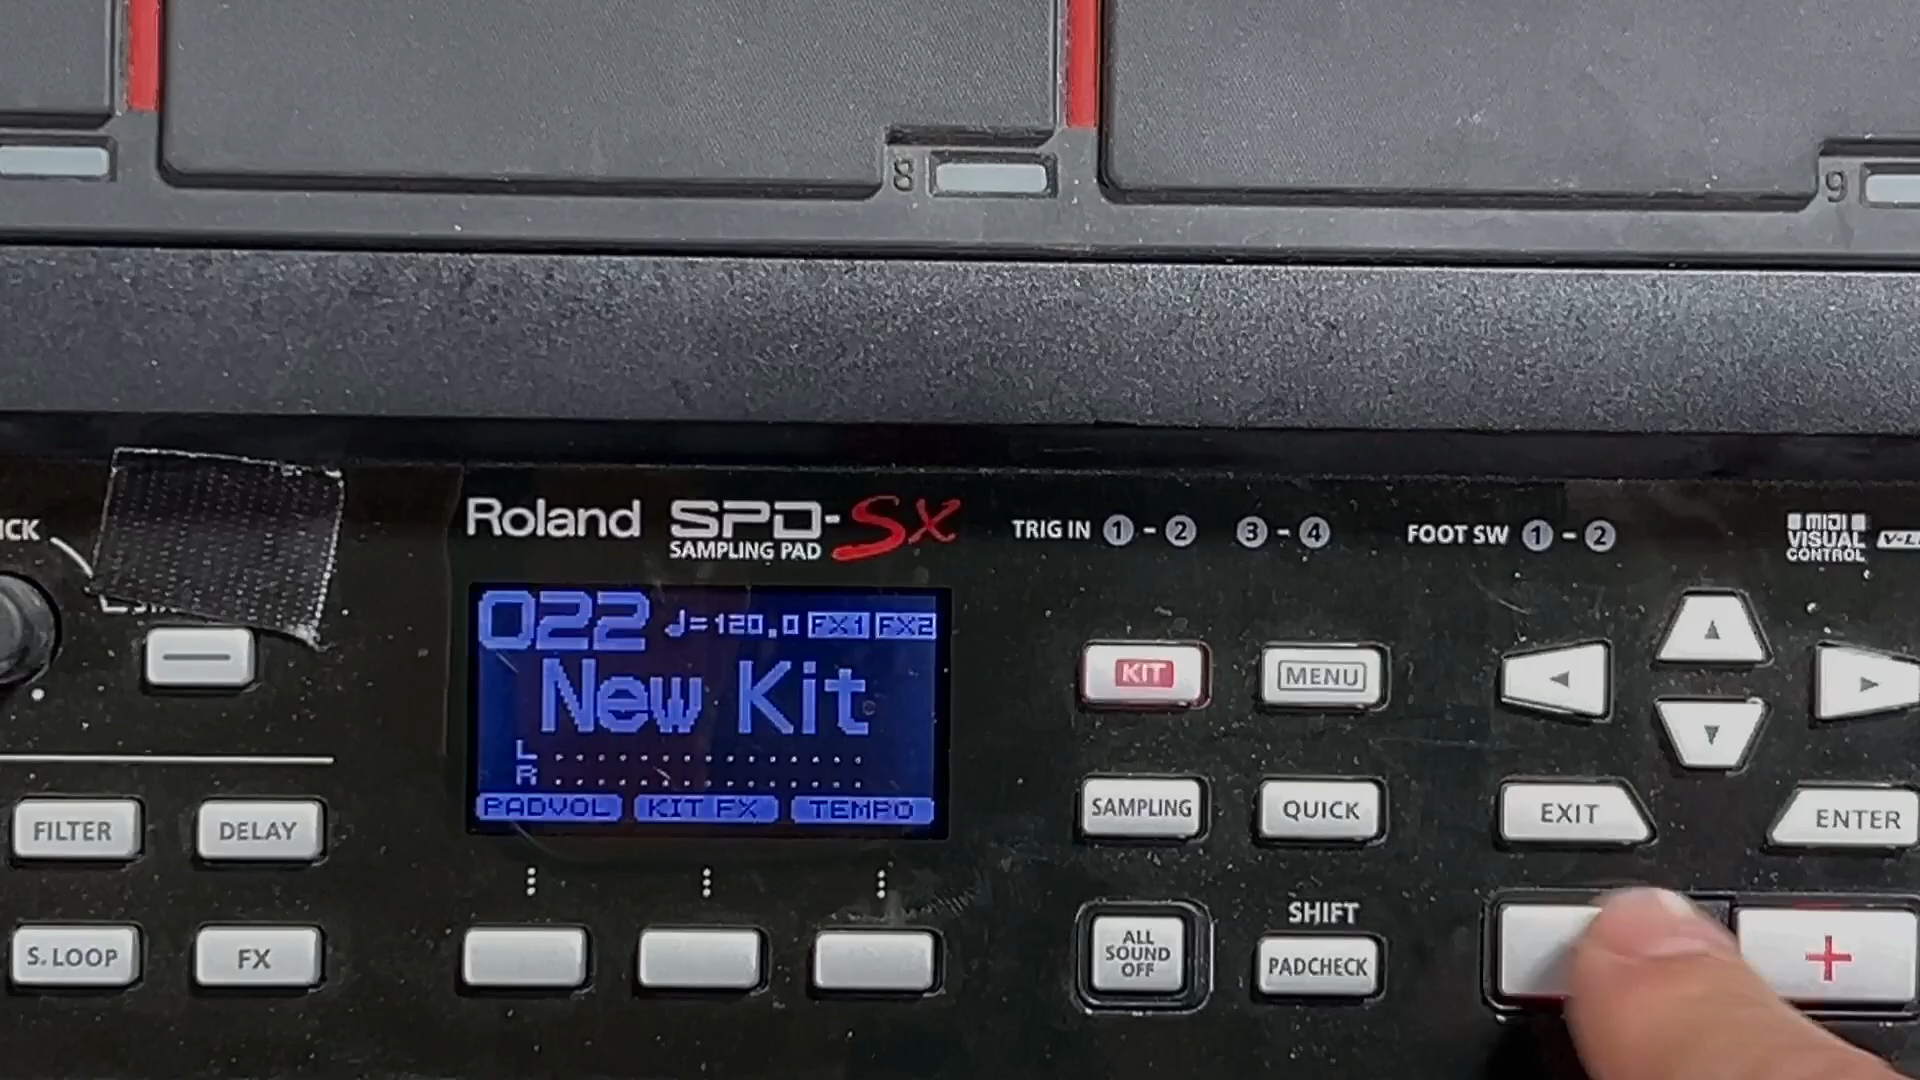 8
9
ICK
Roland SPD-SX
SAMPLING PAD
TRIG IN 1 - 2 3 - 4
FOOT SW 1 - 2
MIDI
VISUAL
CONTROL
022 ♩=120.0 FX1 FX2
New Kit
L
R
PADVOL KIT FX TEMPO
KIT
MENU
SAMPLING
QUICK
EXIT
ENTER
FILTER
DELAY
S. LOOP
FX
ALL
SOUND
OFF
SHIFT
PADCHECK
+